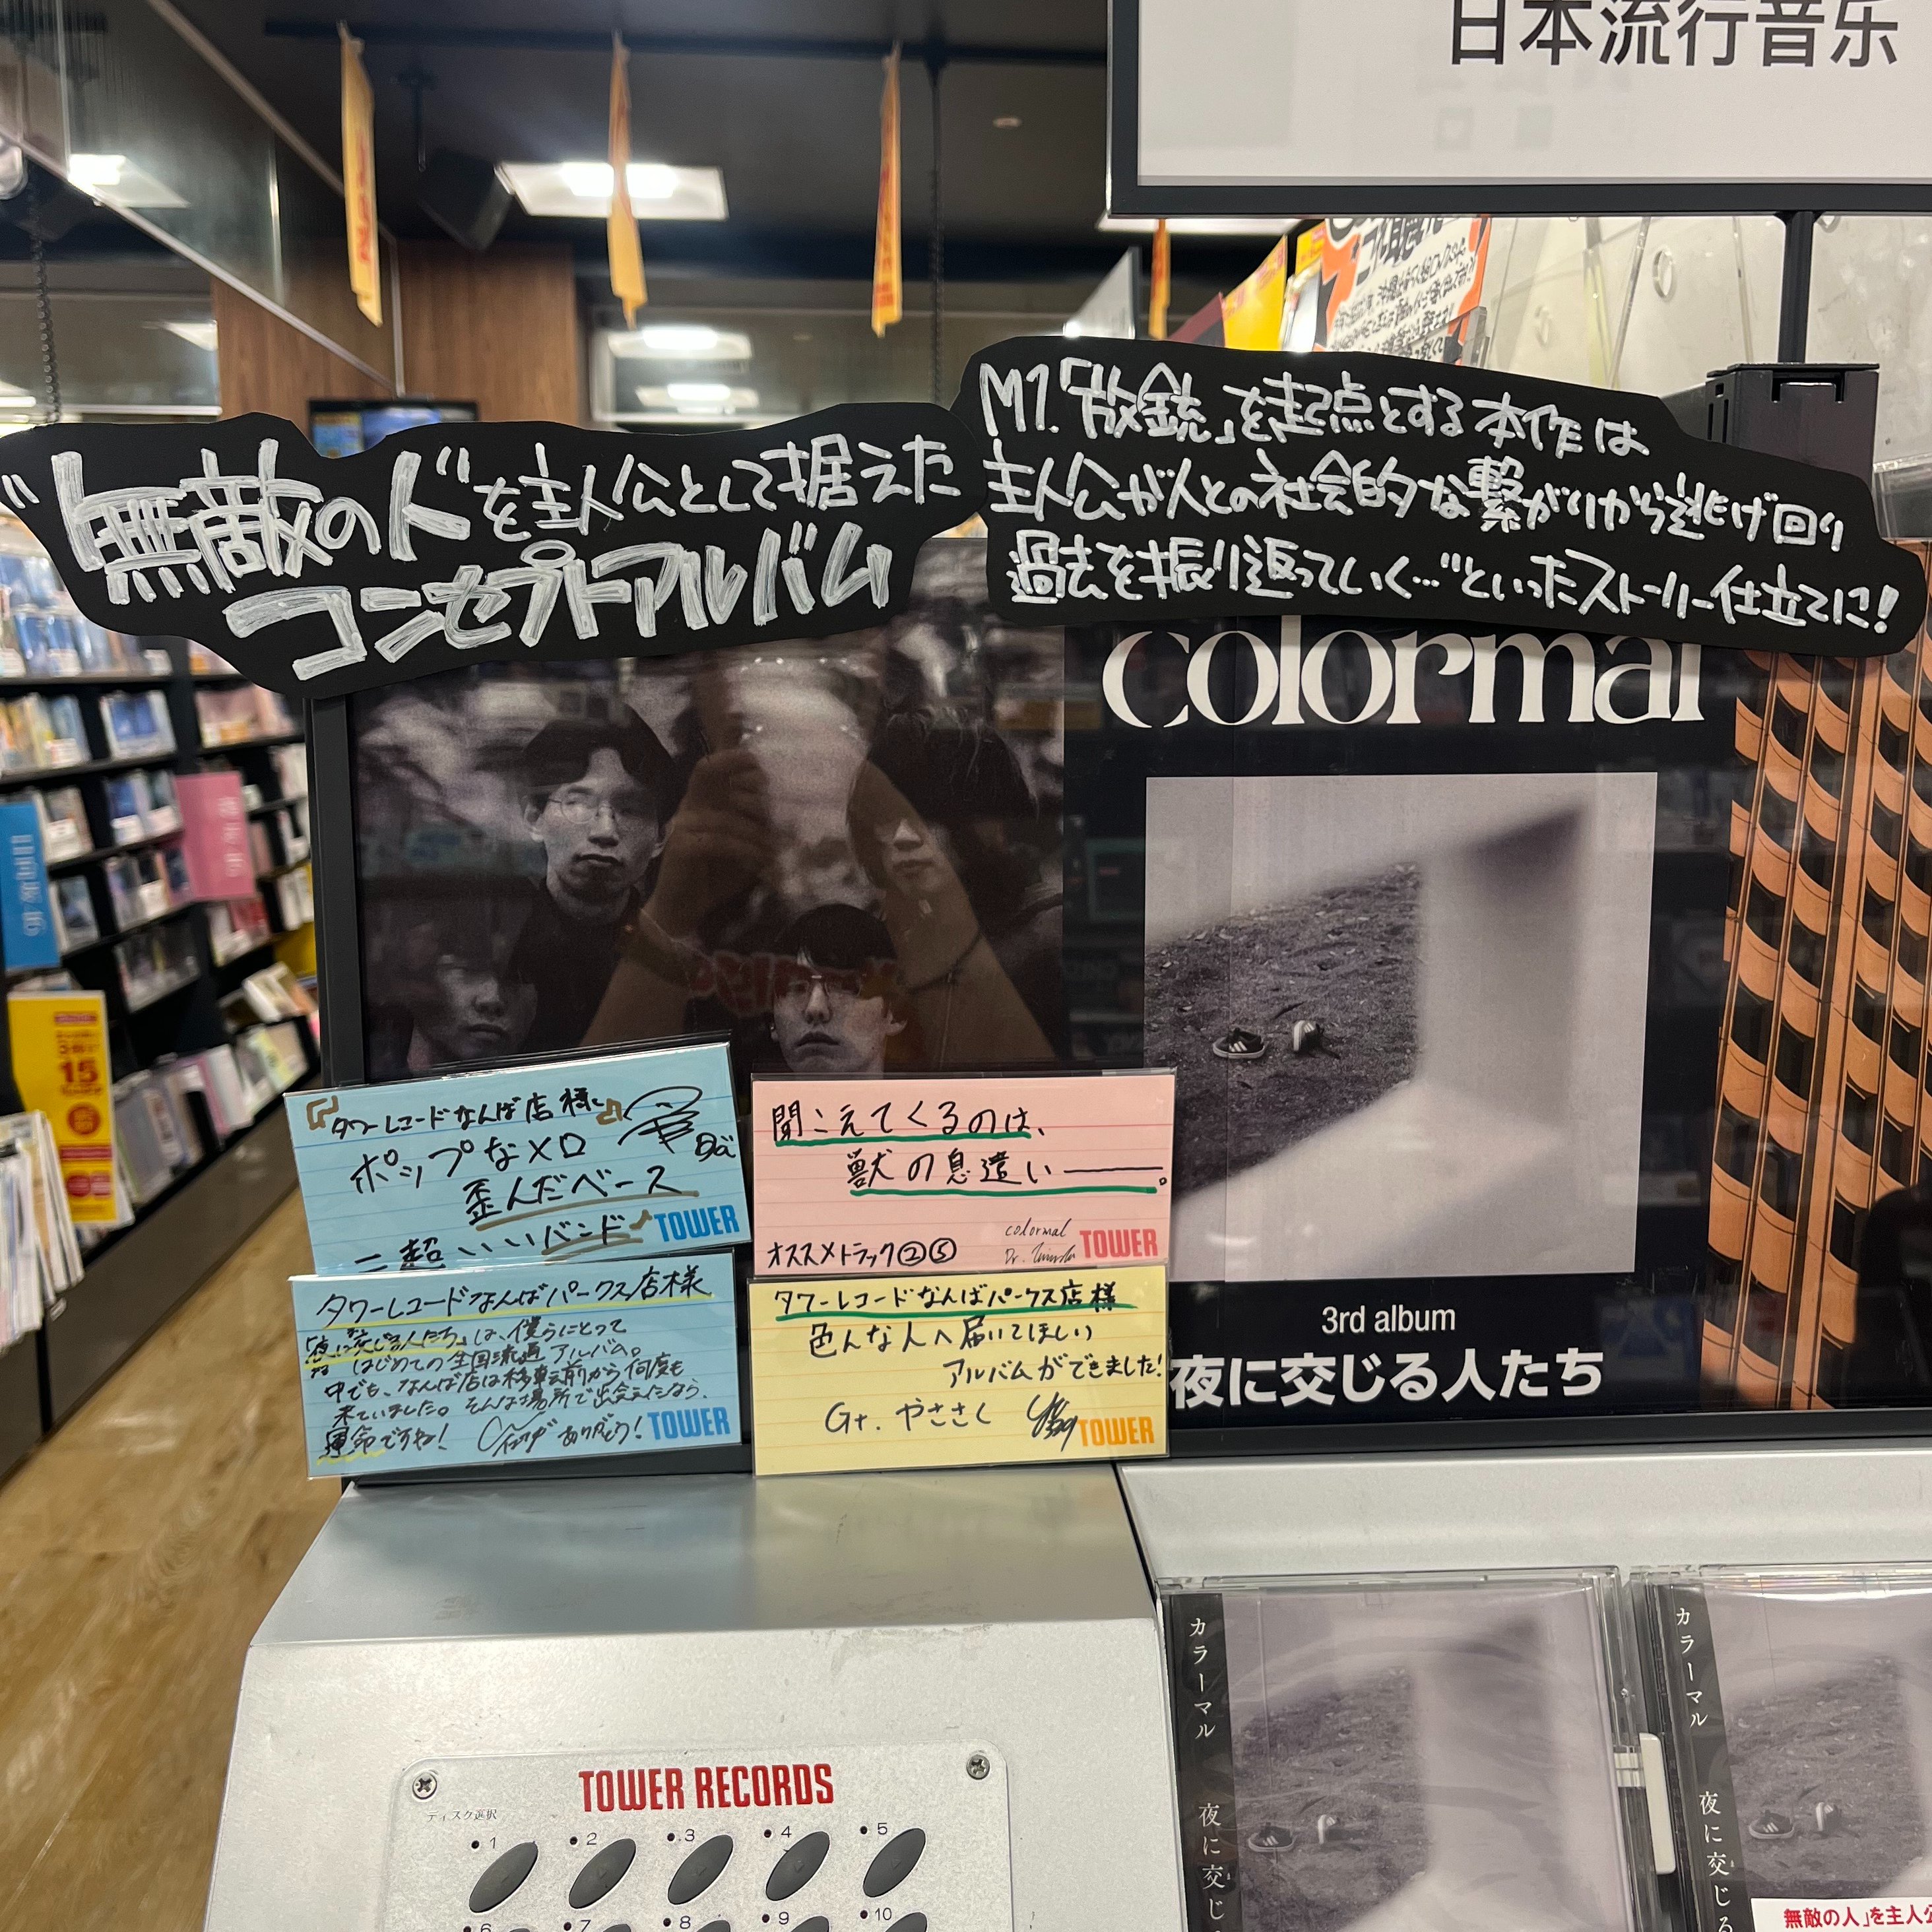 日本流行音乐
"無敵の人"を主人公として据えた
コンセプトアルバム
M1.「放銃」を起点とする本作は
主人公が人との社会的な繋がりから逃げ回り
過去を振り返っていく…"といったストーリー仕立てに!
colormal
3rd album
夜に交じる人たち
タワーレコードなんば店様に
ポップなメロ
歪んだベース
=超いいバンド
TOWER
聞こえてくるのは、
獣の息遣い――。
オススメトラック②⑤
colormal
Dr.
TOWER
タワーレコードなんばパークス店様
「夜に交じる人たち」は、僕らにとって
はじめての全国流通アルバム。
中でも、なんば店は移転前から何度も
来ていました。そんな場所で出会えたなら、
運命ですね!
ありがとう!
TOWER
タワーレコードなんばパークス店様
色んな人へ届いてほしい
アルバムができました!
Gt. やささく
TOWER
15
TOWER RECORDS
ディスク選択
1 2 3 4 5
6 7 8 9 10
カラーマル 夜に交じ
カラーマル 夜に交じる
無敵の人」を主人公